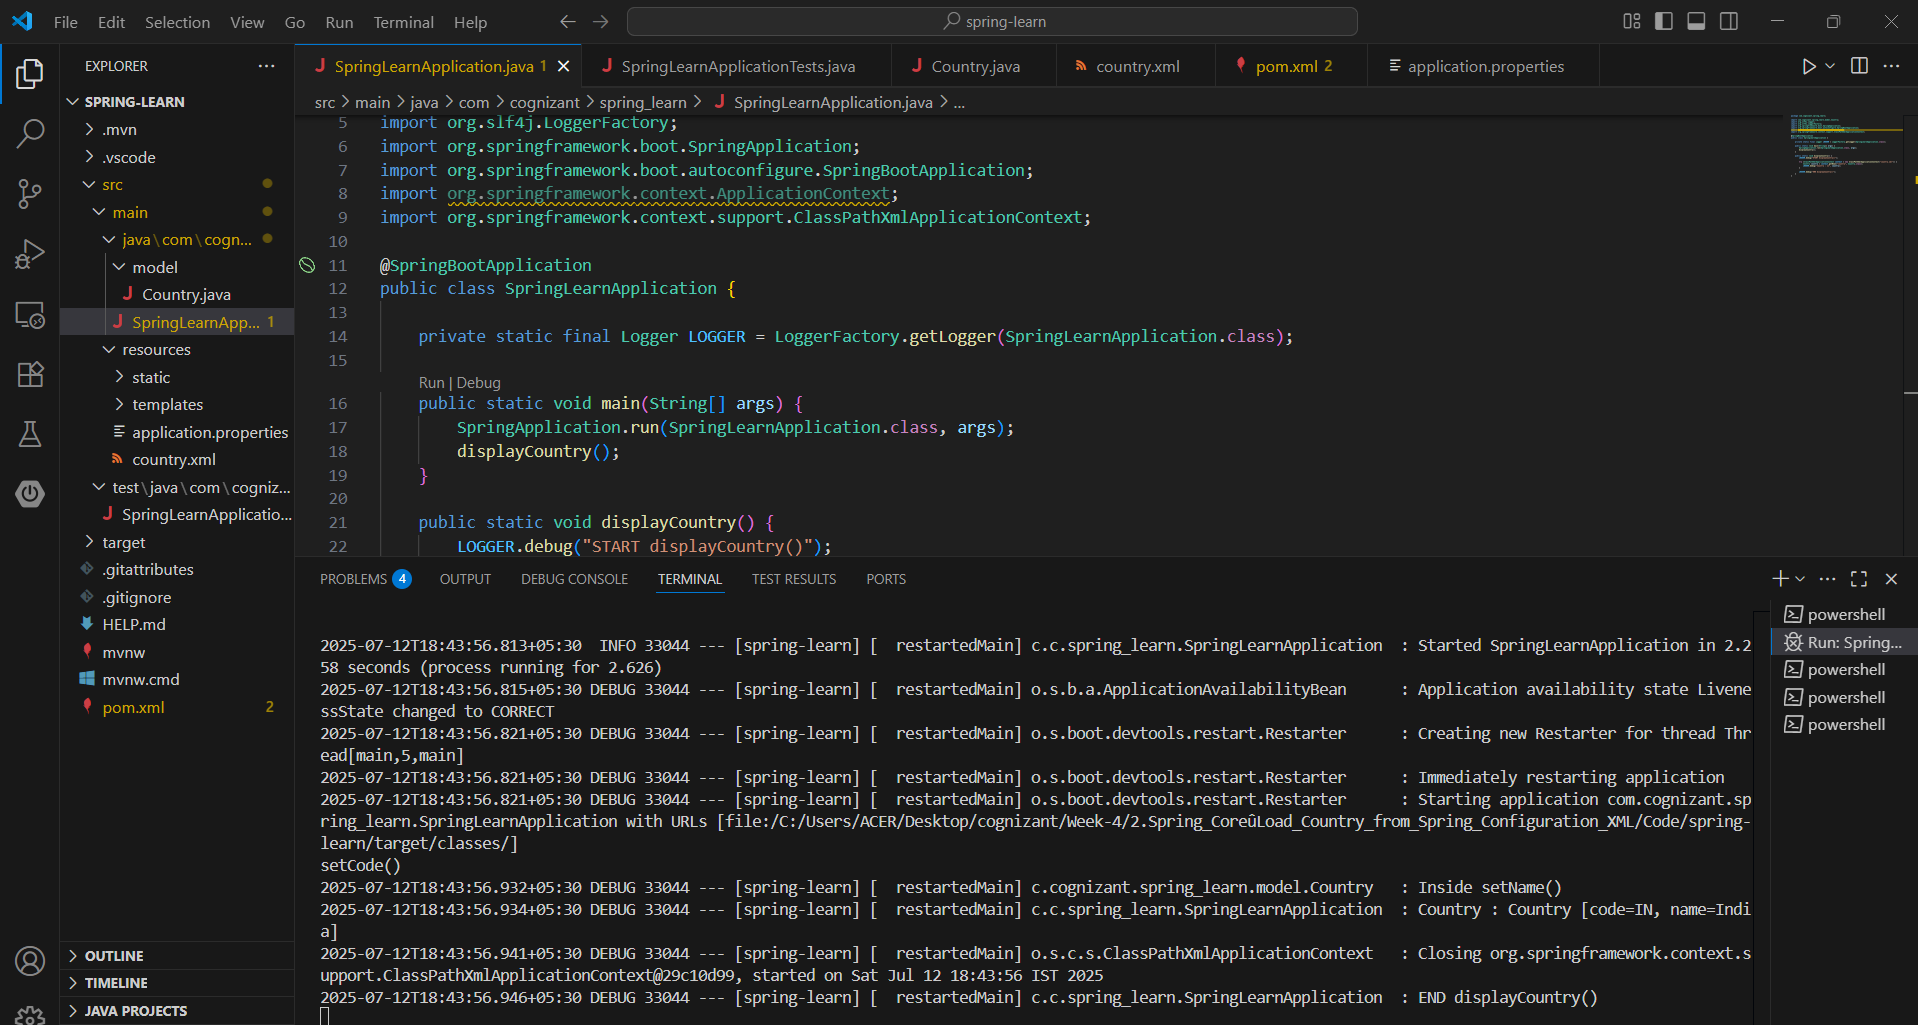 File Edit Selection View Go Run Terminal Help
spring-learn
EXPLORER
SPRING-LEARN
.mvn
.vscode
src
main
java\com\cogn...
model
Country.java
SpringLearnApp... 1
resources
static
templates
application.properties
country.xml
test\java\com\cogniz...
SpringLearnApplicatio...
target
.gitattributes
.gitignore
HELP.md
mvnw
mvnw.cmd
pom.xml 2
OUTLINE
TIMELINE
JAVA PROJECTS
SpringLearnApplication.java 1 SpringLearnApplicationTests.java Country.java country.xml pom.xml 2 application.properties
src > main > java > com > cognizant > spring_learn > SpringLearnApplication.java > ...
5 import org.slf4j.LoggerFactory;
6 import org.springframework.boot.SpringApplication;
7 import org.springframework.boot.autoconfigure.SpringBootApplication;
8 import org.springframework.context.ApplicationContext;
9 import org.springframework.context.support.ClassPathXmlApplicationContext;
10
11 @SpringBootApplication
12 public class SpringLearnApplication {
13
14 private static final Logger LOGGER = LoggerFactory.getLogger(SpringLearnApplication.class);
15
Run | Debug
16 public static void main(String[] args) {
17 SpringApplication.run(SpringLearnApplication.class, args);
18 displayCountry();
19 }
20
21 public static void displayCountry() {
22 LOGGER.debug("START displayCountry()");
PROBLEMS 4 OUTPUT DEBUG CONSOLE TERMINAL TEST RESULTS PORTS
2025-07-12T18:43:56.813+05:30  INFO 33044 --- [spring-learn] [  restartedMain] c.c.spring_learn.SpringLearnApplication  : Started SpringLearnApplication in 2.2
58 seconds (process running for 2.626)
2025-07-12T18:43:56.815+05:30 DEBUG 33044 --- [spring-learn] [  restartedMain] o.s.b.a.ApplicationAvailabilityBean      : Application availability state Livene
ssState changed to CORRECT
2025-07-12T18:43:56.821+05:30 DEBUG 33044 --- [spring-learn] [  restartedMain] o.s.boot.devtools.restart.Restarter      : Creating new Restarter for thread Thr
ead[main,5,main]
2025-07-12T18:43:56.821+05:30 DEBUG 33044 --- [spring-learn] [  restartedMain] o.s.boot.devtools.restart.Restarter      : Immediately restarting application
2025-07-12T18:43:56.821+05:30 DEBUG 33044 --- [spring-learn] [  restartedMain] o.s.boot.devtools.restart.Restarter      : Starting application com.cognizant.sp
ring_learn.SpringLearnApplication with URLs [file:/C:/Users/ACER/Desktop/cognizant/Week-4/2.Spring_CoreûLoad_Country_from_Spring_Configuration_XML/Code/spring-
learn/target/classes/]
setCode()
2025-07-12T18:43:56.932+05:30 DEBUG 33044 --- [spring-learn] [  restartedMain] c.cognizant.spring_learn.model.Country   : Inside setName()
2025-07-12T18:43:56.934+05:30 DEBUG 33044 --- [spring-learn] [  restartedMain] c.c.spring_learn.SpringLearnApplication  : Country : Country [code=IN, name=Indi
a]
2025-07-12T18:43:56.941+05:30 DEBUG 33044 --- [spring-learn] [  restartedMain] o.s.c.s.ClassPathXmlApplicationContext   : Closing org.springframework.context.s
upport.ClassPathXmlApplicationContext@29c10d99, started on Sat Jul 12 18:43:56 IST 2025
2025-07-12T18:43:56.946+05:30 DEBUG 33044 --- [spring-learn] [  restartedMain] c.c.spring_learn.SpringLearnApplication  : END displayCountry()
powershell
Run: Spring...
powershell
powershell
powershell